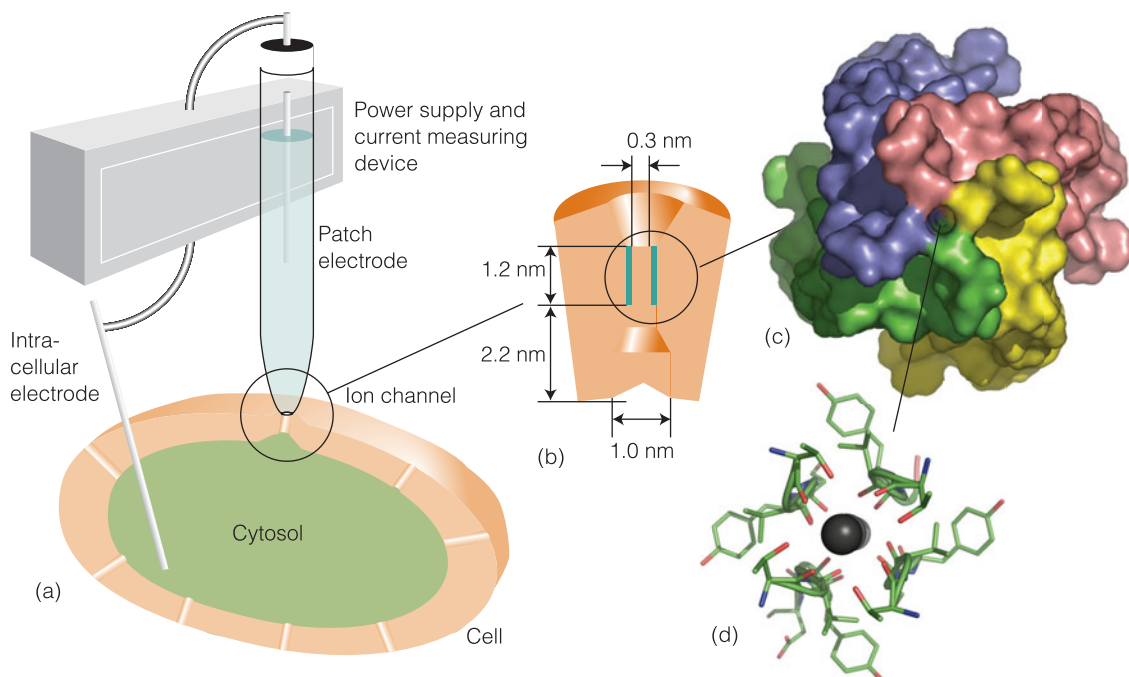 Power supply and
current measuring
device
Patch
electrode
Intra-
cellular
electrode
Ion channel
Cytosol
(a)
Cell
0.3 nm
1.2 nm
2.2 nm
1.0 nm
(b)
(c)
(d)